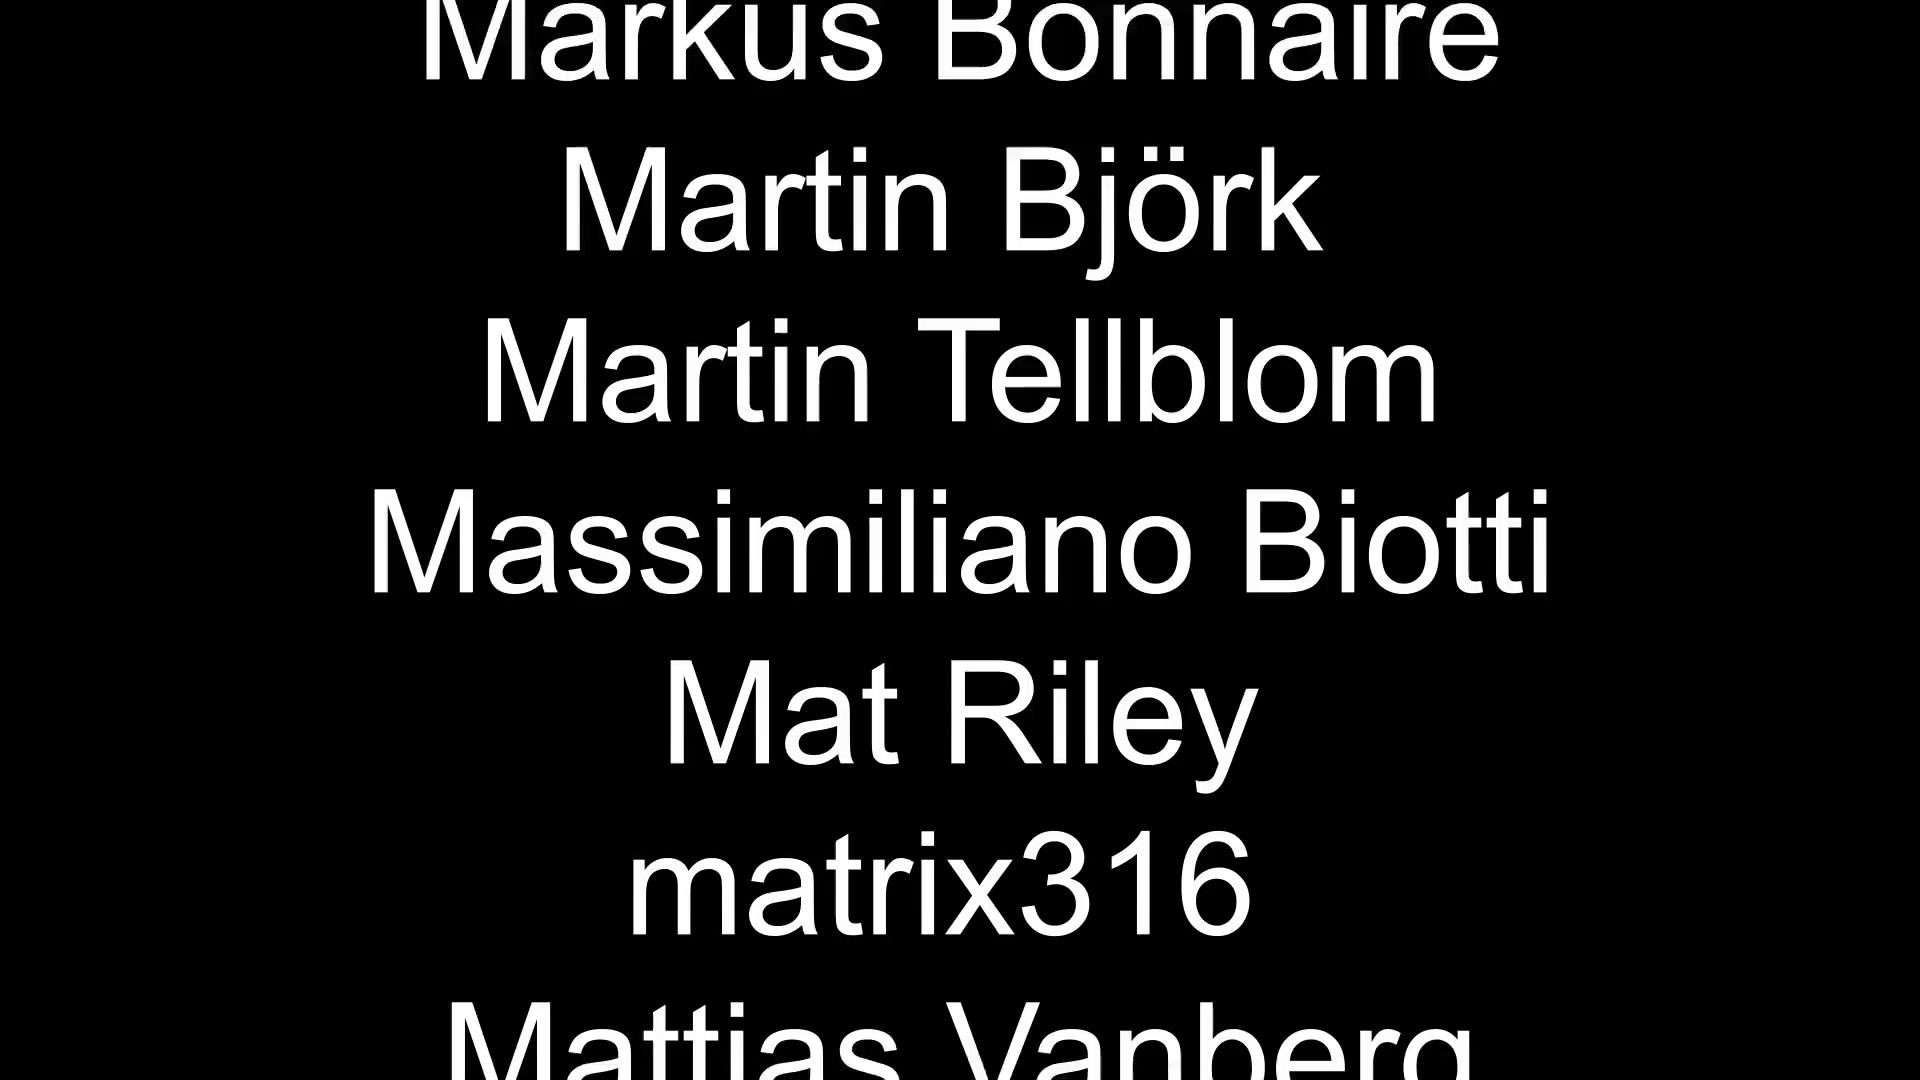 Markus Bonnaire
Martin Björk
Martin Tellblom
Massimiliano Biotti
Mat Riley
matrix316
Mattias Vanberg